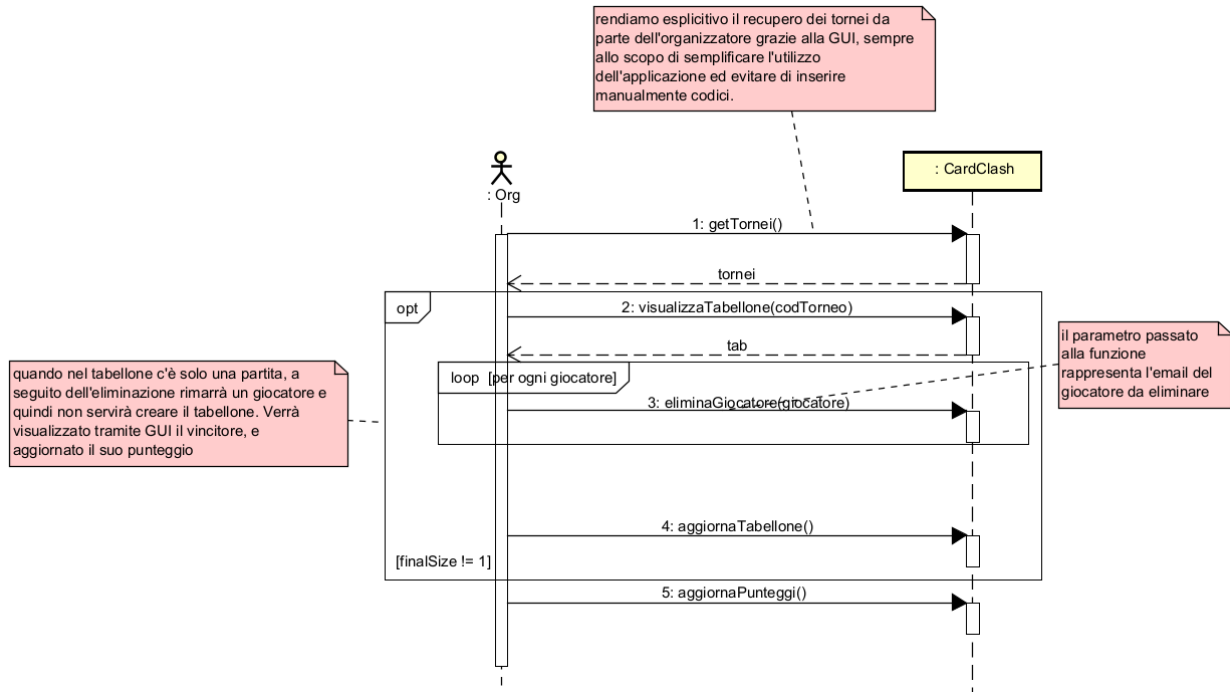 rendiamo esplicitivo il recupero dei tornei da
parte dell'organizzatore grazie alla GUI, sempre
allo scopo di semplificare l'utilizzo
dell'applicazione ed evitare di inserire
manualmente codici.
: Org
: CardClash
1: getTornei()
tornei
opt
2: visualizzaTabellone(codTorneo)
tab
il parametro passato
alla funzione
rappresenta l'email del
giocatore da eliminare
quando nel tabellone c'è solo una partita, a
seguito dell'eliminazione rimarrà un giocatore e
quindi non servirà creare il tabellone. Verrà
visualizzato tramite GUI il vincitore, e
aggiornato il suo punteggio
loop [per ogni giocatore]
3: eliminaGiocatore(giocatore)
4: aggiornaTabellone()
[finalSize != 1]
5: aggiornaPunteggi()